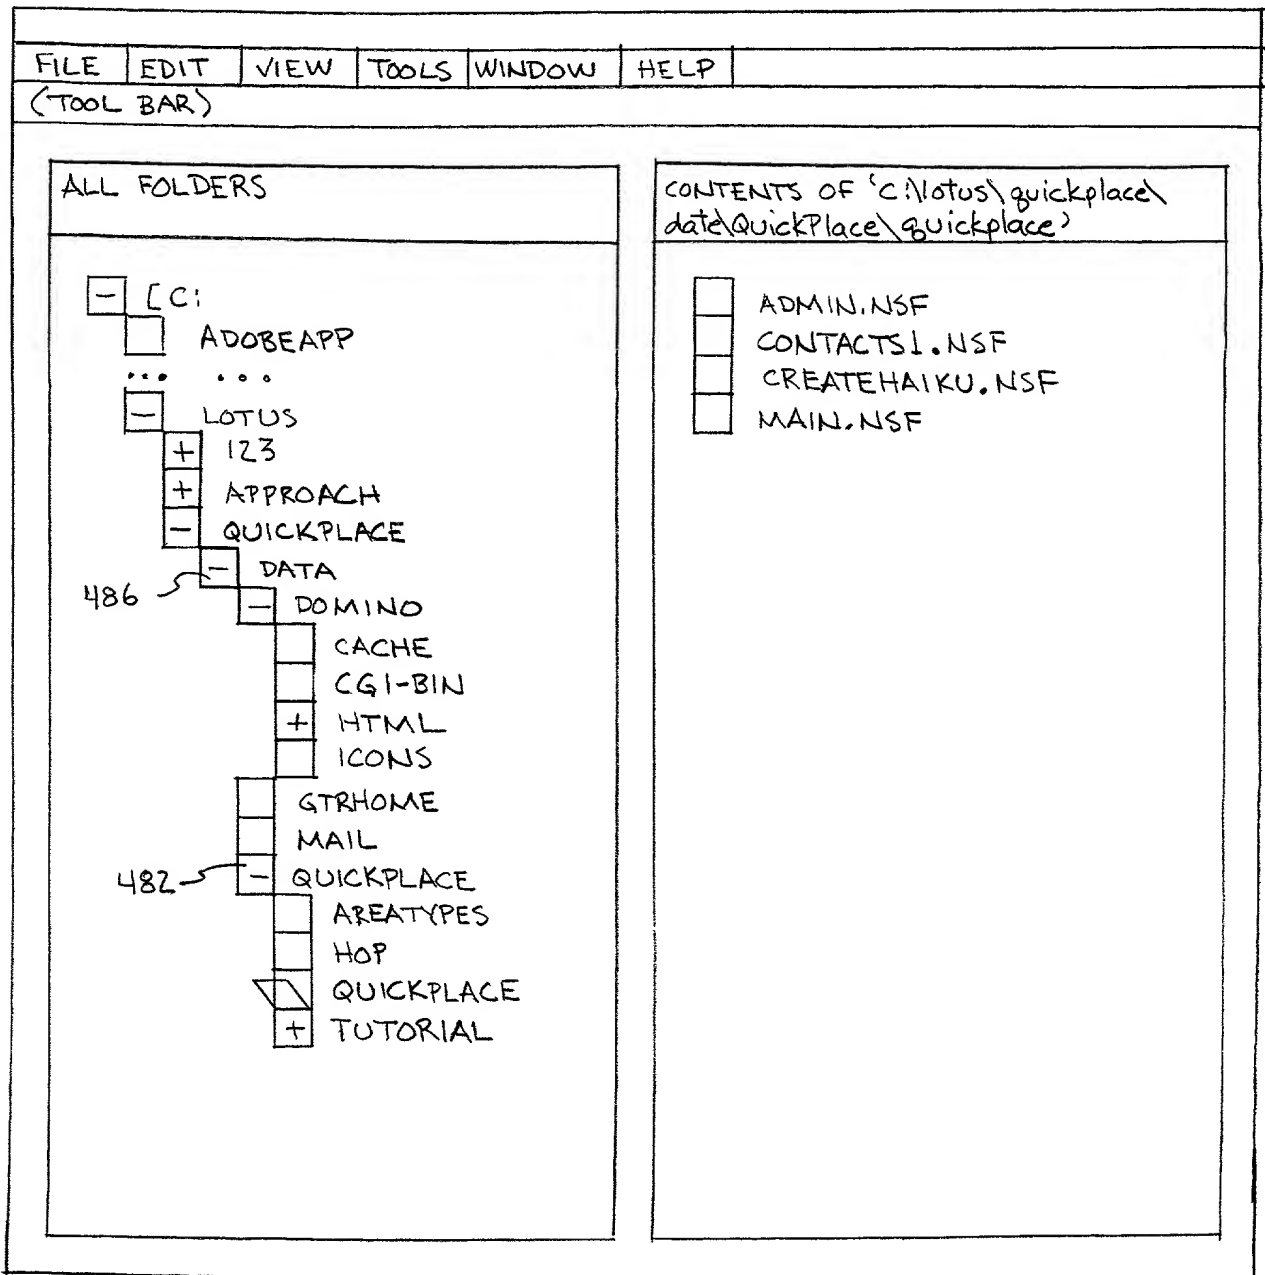 FILE EDIT VIEW TOOLS WINDOW HELP
(TOOL BAR)
ALL FOLDERS
[C:
ADOBEAPP
... ...
LOTUS
123
APPROACH
QUICKPLACE
486 DATA
DOMINO
CACHE
CGI-BIN
HTML
ICONS
GTRHOME
MAIL
482 QUICKPLACE
AREATYPES
HOP
QUICKPLACE
TUTORIAL
CONTENTS OF 'C:\lotus\quickplace\
date\QuickPlace\quickplace'
ADMIN.NSF
CONTACTS1.NSF
CREATEHAIKU.NSF
MAIN.NSF